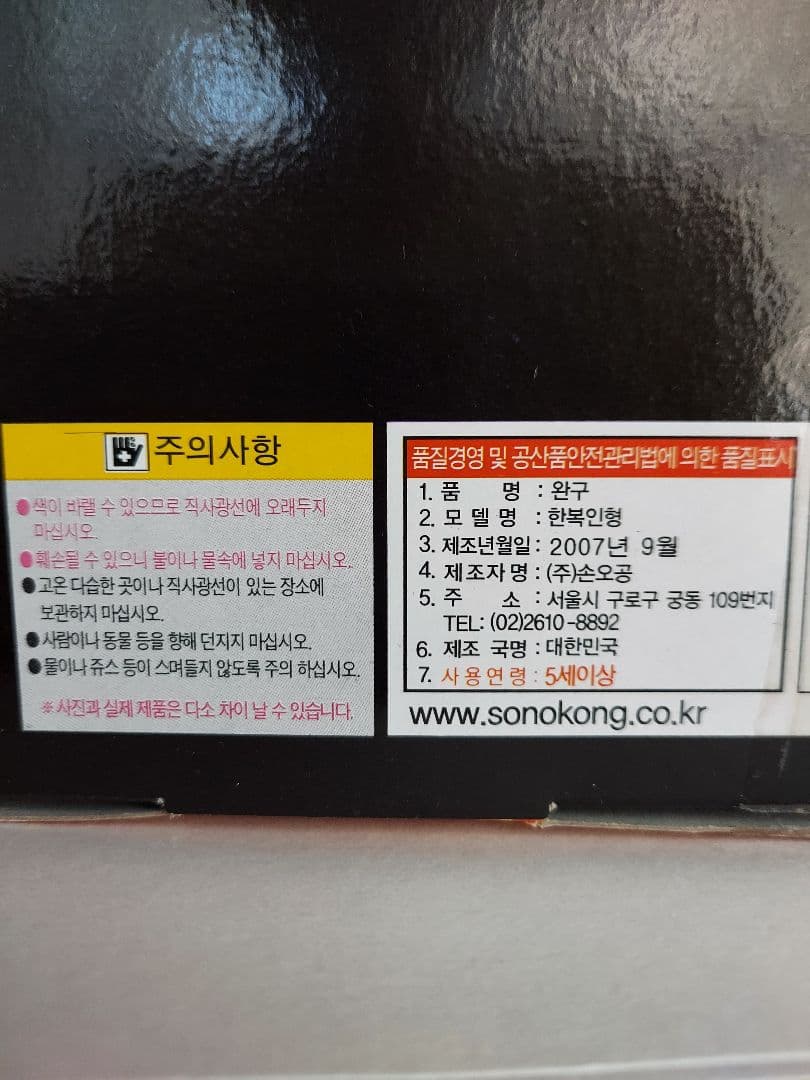 주의사항
●색이 바랠 수 있으므로 직사광선에 오래두지
마십시오.
●훼손될 수 있으니 불이나 물속에 넣지 마십시오.
●고온 다습한 곳이나 직사광선이 있는 장소에
보관하지 마십시오.
●사람이나 동물 등을 향해 던지지 마십시오.
●물이나 쥬스 등이 스며들지 않도록 주의 하십시오.
※사진과 실제 제품은 다소 차이 날 수 있습니다.
품질경영 및 공산품안전관리법에 의한 품질표시
1. 품 명 : 완구
2. 모 델 명 : 한복인형
3. 제조년월일 : 2007년 9월
4. 제 조 자 명 : (주)손오공
5. 주 소 : 서울시 구로구 궁동 109번지
TEL: (02)2610-8892
6. 제조 국명 : 대한민국
7. 사 용 연 령 : 5세이상
www.sonokong.co.kr